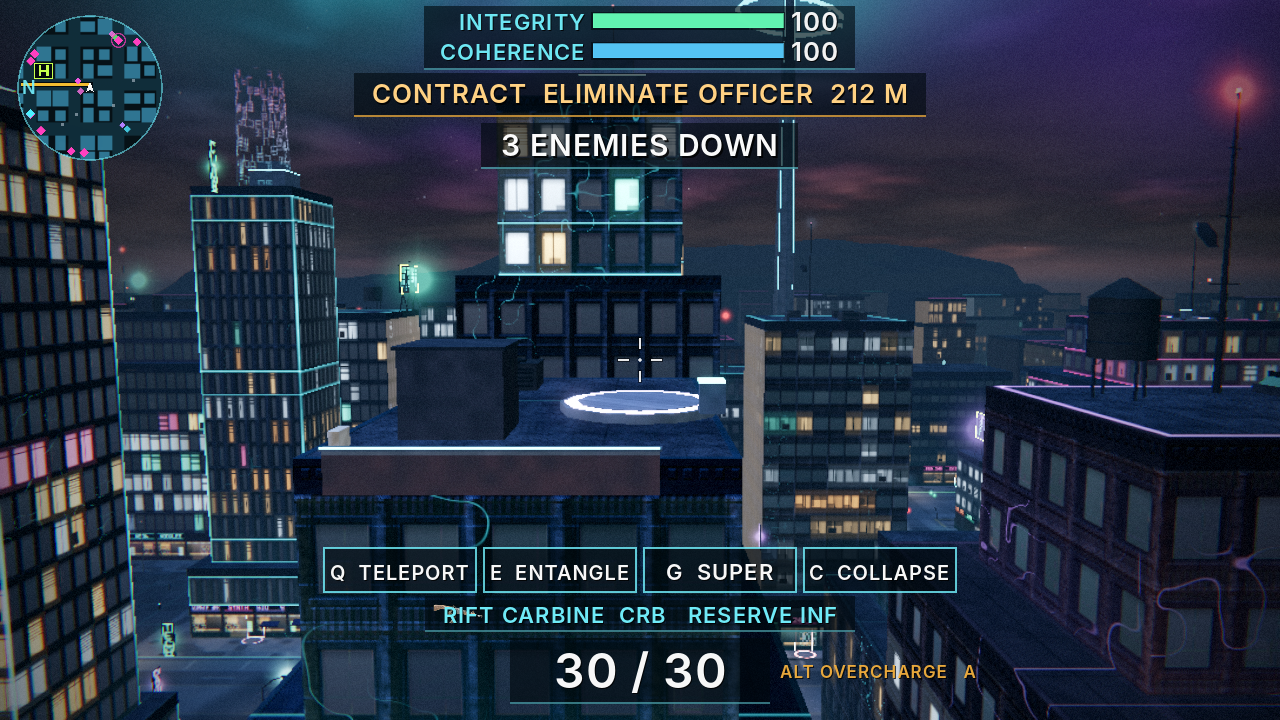 INTEGRITY 100
COHERENCE 100
CONTRACT ELIMINATE OFFICER 212 M
3 ENEMIES DOWN
H
N
Q TELEPORT
E ENTANGLE
G SUPER
C COLLAPSE
RIFT CARBINE CRB RESERVE INF
30 / 30
ALT OVERCHARGE A